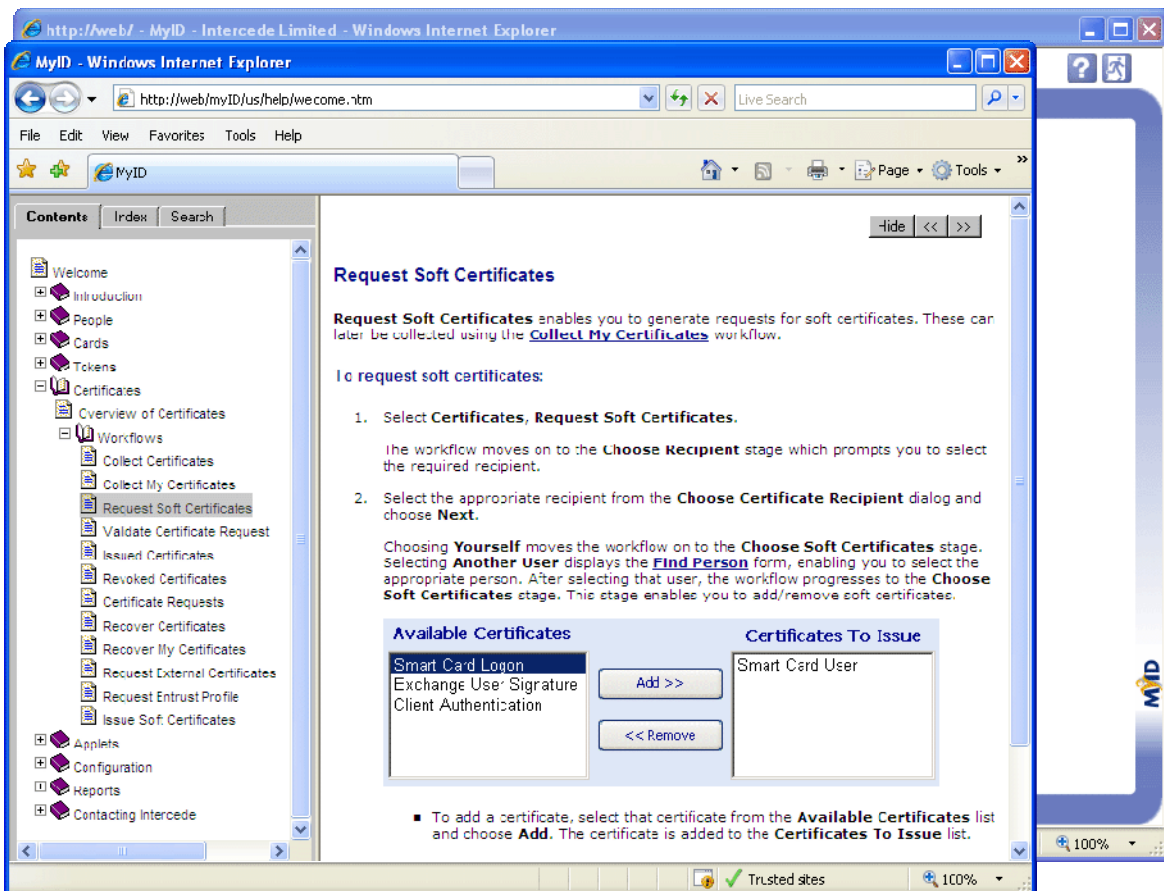 http://web/ - MyID - Intercede Limited - Windows Internet Explorer
MyID - Windows Internet Explorer
http://web/myID/us/help/welcome.htm
Live Search
File Edit View Favorites Tools Help
MyID
Page
Tools
Contents Index Search
Welcome
Introduction
People
Cards
Tokens
Certificates
Overview of Certificates
Workflows
Collect Certificates
Collect My Certificates
Request Soft Certificates
Validate Certificate Request
Issued Certificates
Revoked Certificates
Certificate Requests
Recover Certificates
Recover My Certificates
Request External Certificates
Request Entrust Profile
Issue Soft Certificates
Applets
Configuration
Reports
Contacting Intercede
Hide << >>
Request Soft Certificates
Request Soft Certificates enables you to generate requests for soft certificates. These can
later be collected using the Collect My Certificates workflow.
To request soft certificates:
1. Select Certificates, Request Soft Certificates.
The workflow moves on to the Choose Recipient stage which prompts you to select
the required recipient.
2. Select the appropriate recipient from the Choose Certificate Recipient dialog and
choose Next.
Choosing Yourself moves the workflow on to the Choose Soft Certificates stage.
Selecting Another User displays the Find Person form, enabling you to select the
appropriate person. After selecting that user, the workflow progresses to the Choose
Soft Certificates stage. This stage enables you to add/remove soft certificates.
Available Certificates
Smart Card Logon
Exchange User Signature
Client Authentication
Add >>
<< Remove
Certificates To Issue
Smart Card User
■ To add a certificate, select that certificate from the Available Certificates list
and choose Add. The certificate is added to the Certificates To Issue list.
Trusted sites
100%
MyID
100%